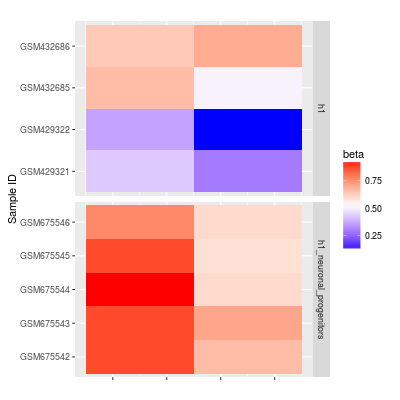 GSM432686
GSM432685
GSM429322
GSM429321
h1
GSM675546
GSM675545
GSM675544
GSM675543
GSM675542
h1_neuronal_progenitors
Sample ID
beta
0.75
0.50
0.25